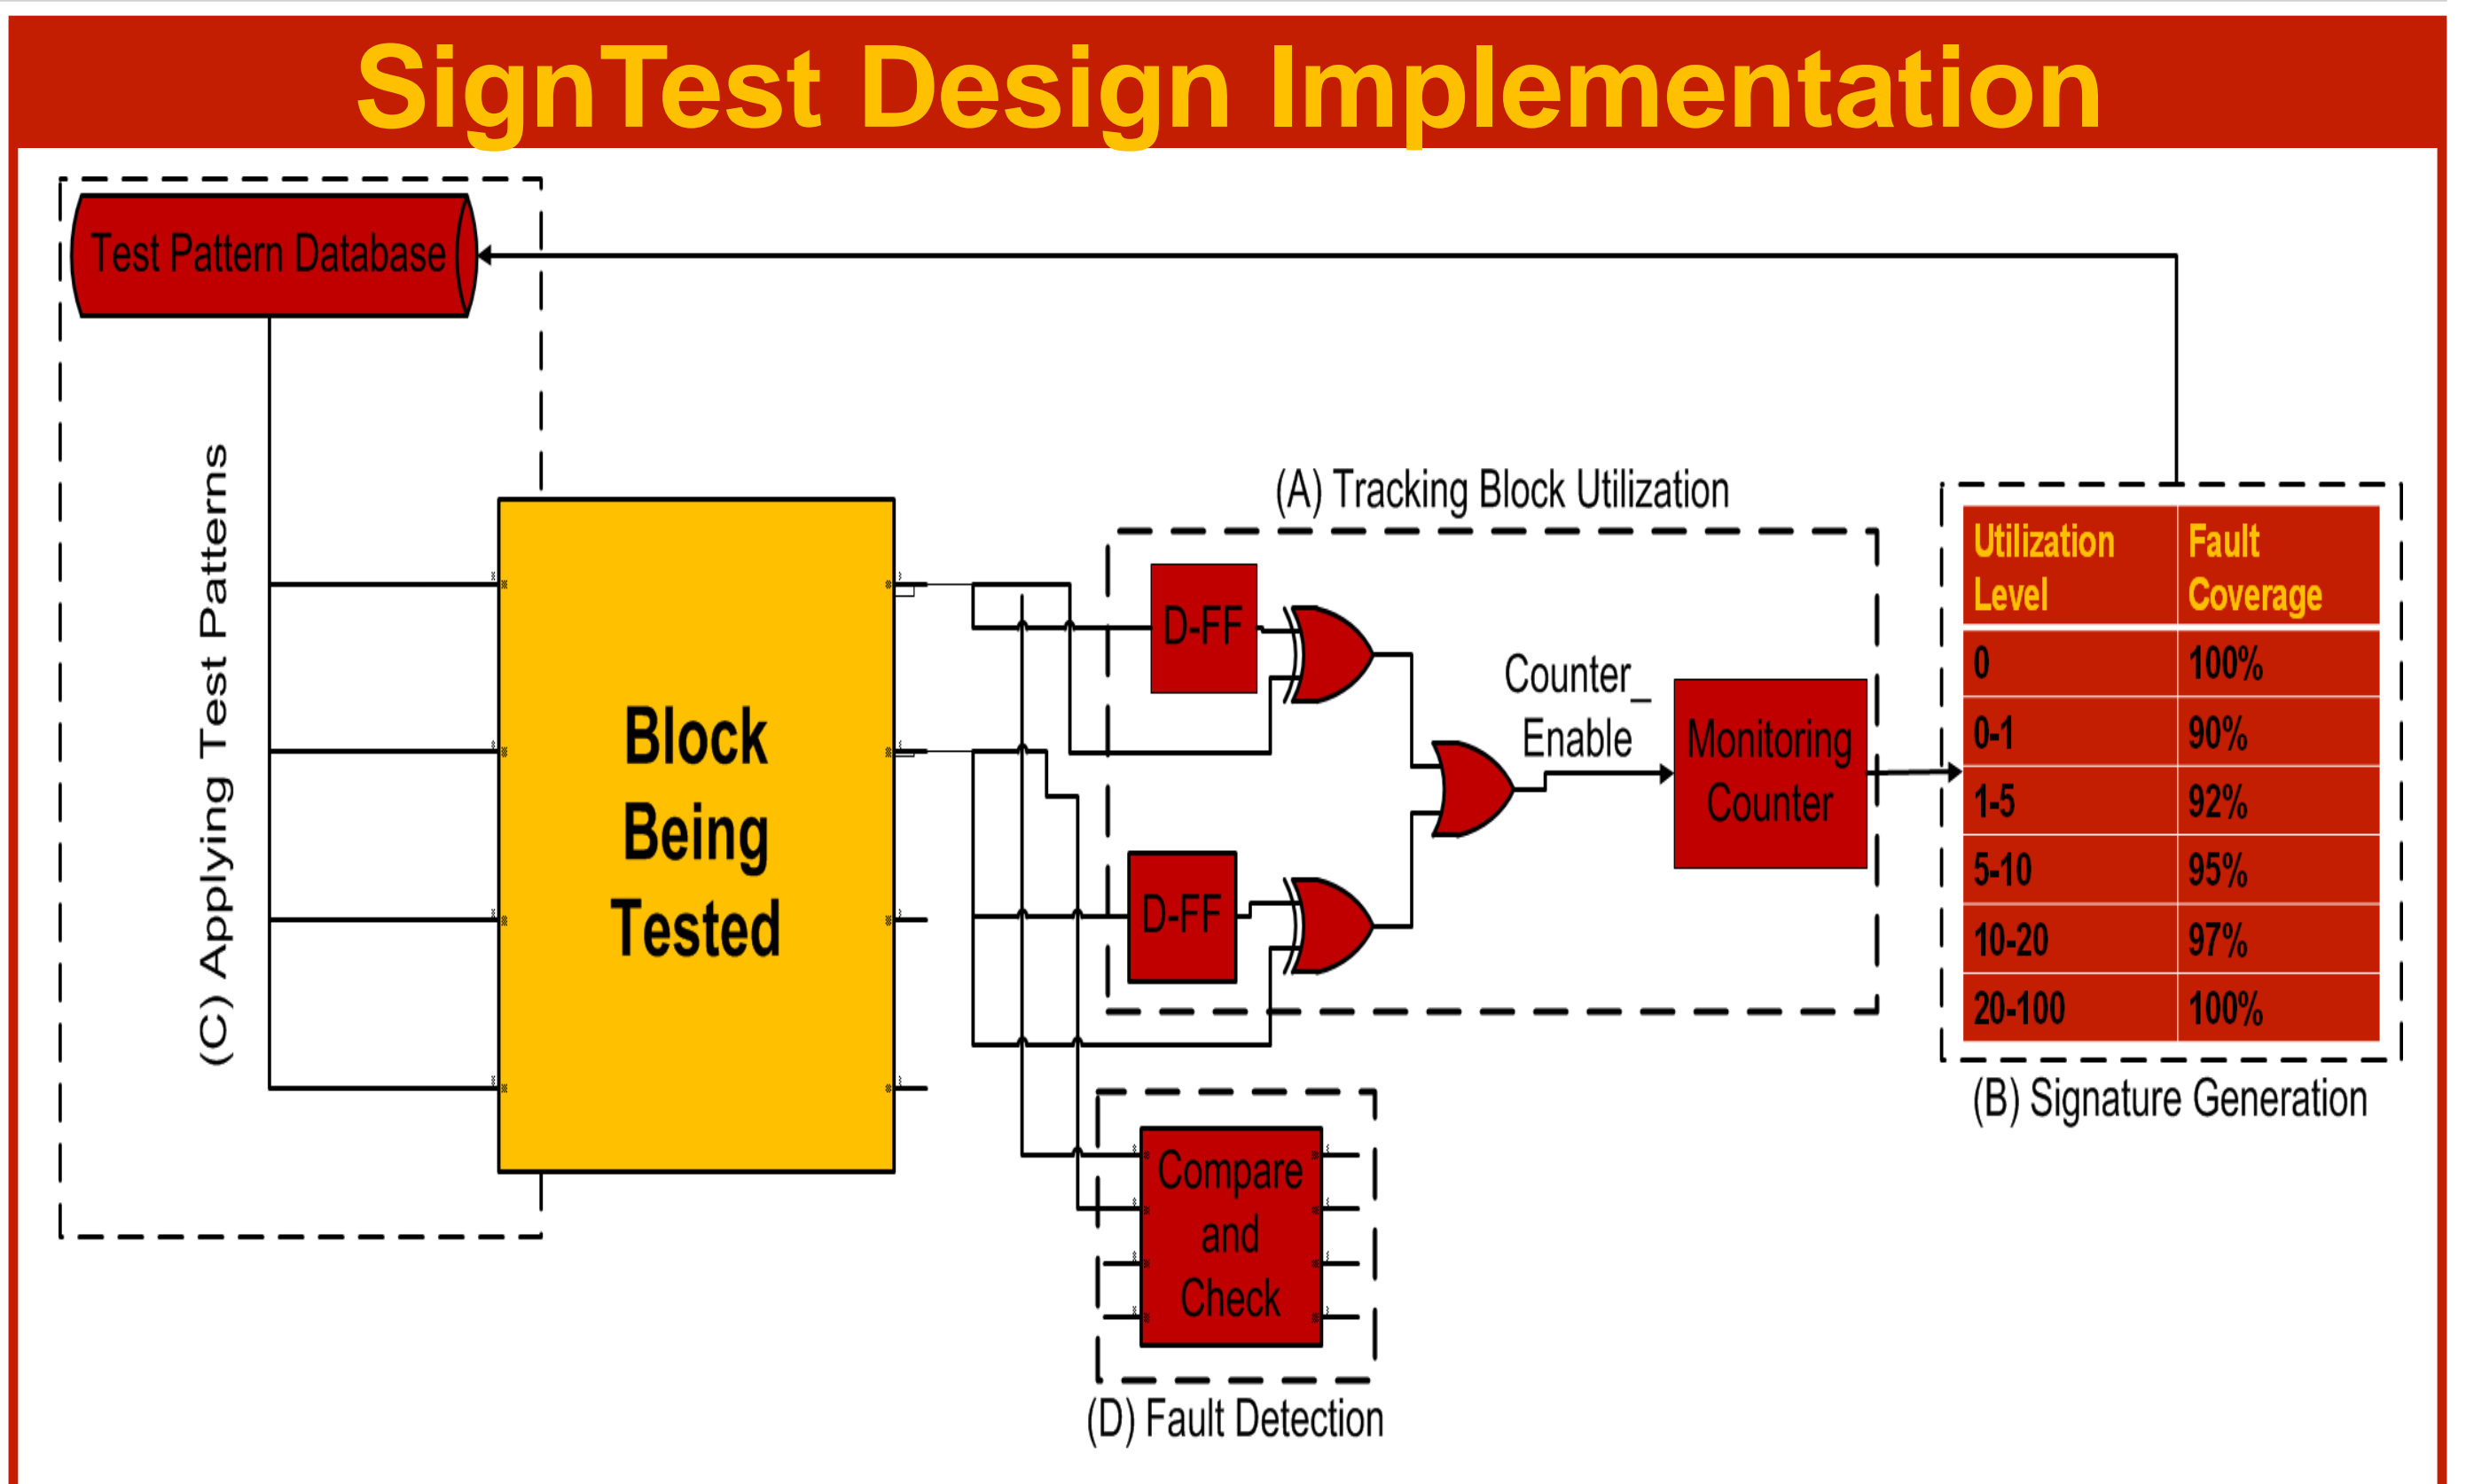 SignTest Design Implementation
Test Pattern Database
(C) Applying Test Patterns
Block
Being
Tested
(A) Tracking Block Utilization
D-FF
D-FF
Counter_
Enable
Monitoring
Counter
Utilization
Level
Fault
Coverage
0 100%
0-1 90%
1-5 92%
5-10 95%
10-20 97%
20-100 100%
(B) Signature Generation
Compare
and
Check
(D) Fault Detection